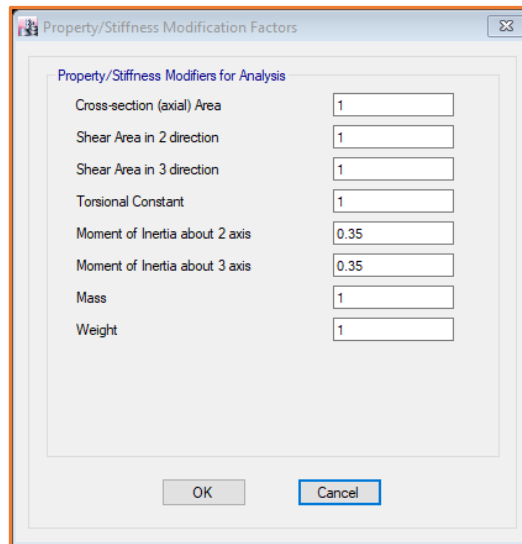 Property/Stiffness Modification Factors
Property/Stiffness Modifiers for Analysis
Cross-section (axial) Area 1
Shear Area in 2 direction 1
Shear Area in 3 direction 1
Torsional Constant 1
Moment of Inertia about 2 axis 0.35
Moment of Inertia about 3 axis 0.35
Mass 1
Weight 1
OK Cancel